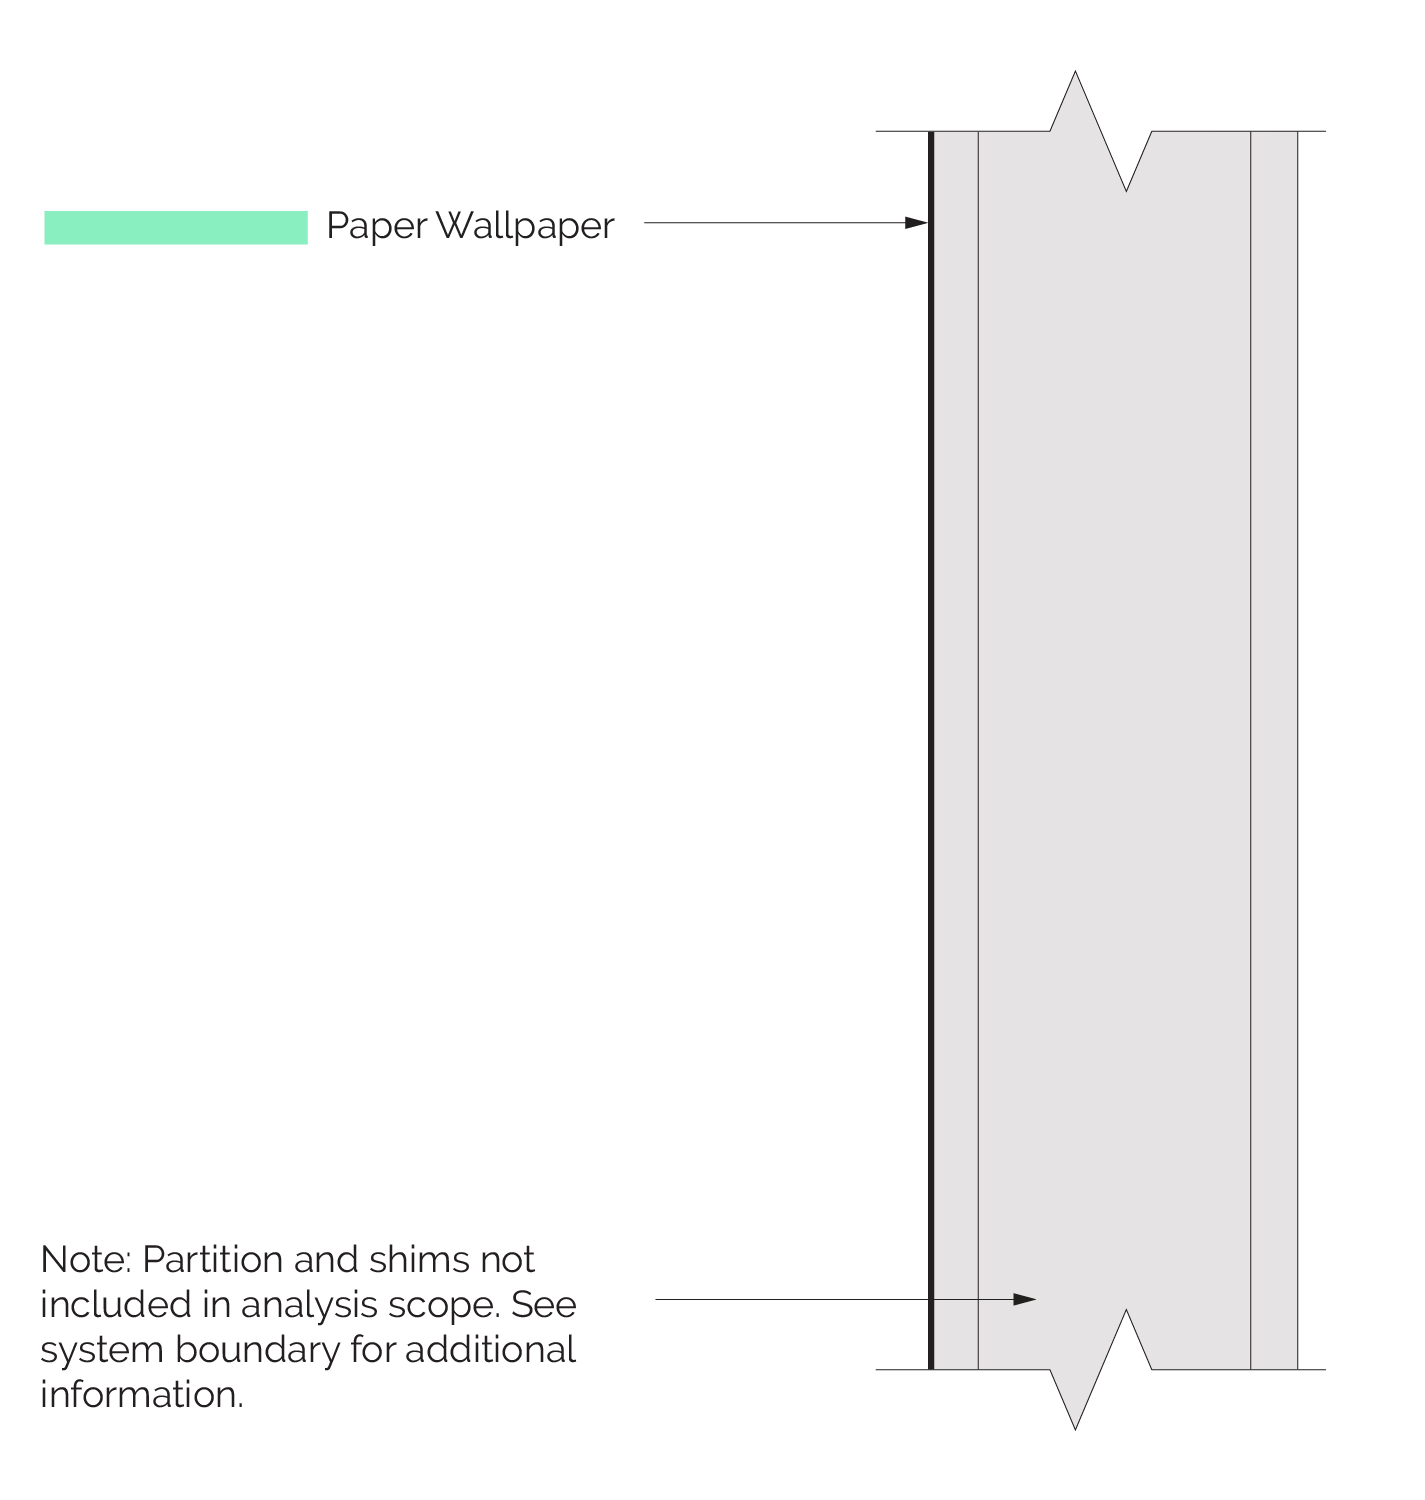 Paper Wallpaper
Note: Partition and shims not
included in analysis scope. See
system boundary for additional
information.